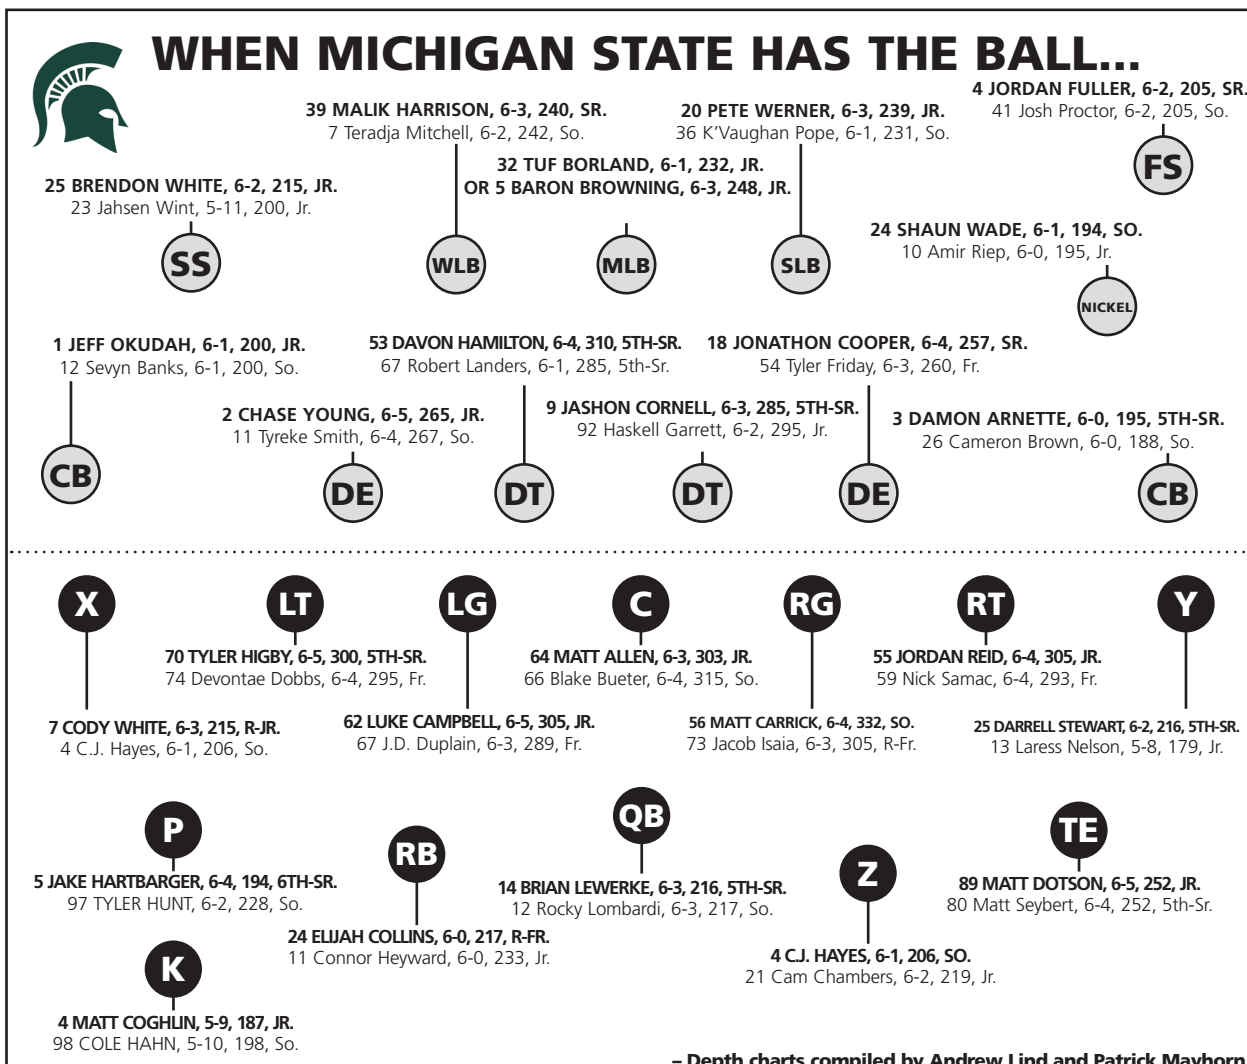 WHEN MICHIGAN STATE HAS THE BALL...
4 JORDAN FULLER, 6-2, 205, SR.
41 Josh Proctor, 6-2, 205, So.
FS
39 MALIK HARRISON, 6-3, 240, SR.
7 Teradja Mitchell, 6-2, 242, So.
WLB
20 PETE WERNER, 6-3, 239, JR.
36 K'Vaughan Pope, 6-1, 231, So.
SLB
32 TUF BORLAND, 6-1, 232, JR.
OR 5 BARON BROWNING, 6-3, 248, JR.
MLB
25 BRENDON WHITE, 6-2, 215, JR.
23 Jahsen Wint, 5-11, 200, Jr.
SS
24 SHAUN WADE, 6-1, 194, SO.
10 Amir Riep, 6-0, 195, Jr.
NICKEL
1 JEFF OKUDAH, 6-1, 200, JR.
12 Sevyn Banks, 6-1, 200, So.
CB
53 DAVON HAMILTON, 6-4, 310, 5TH-SR.
67 Robert Landers, 6-1, 285, 5th-Sr.
DT
18 JONATHON COOPER, 6-4, 257, SR.
54 Tyler Friday, 6-3, 260, Fr.
DE
2 CHASE YOUNG, 6-5, 265, JR.
11 Tyreke Smith, 6-4, 267, So.
DE
9 JASHON CORNELL, 6-3, 285, 5TH-SR.
92 Haskell Garrett, 6-2, 295, Jr.
DT
3 DAMON ARNETTE, 6-0, 195, 5TH-SR.
26 Cameron Brown, 6-0, 188, So.
CB
X
7 CODY WHITE, 6-3, 215, R-JR.
4 C.J. Hayes, 6-1, 206, So.
LT
70 TYLER HIGBY, 6-5, 300, 5TH-SR.
74 Devontae Dobbs, 6-4, 295, Fr.
LG
62 LUKE CAMPBELL, 6-5, 305, JR.
67 J.D. Duplain, 6-3, 289, Fr.
C
64 MATT ALLEN, 6-3, 303, JR.
66 Blake Bueter, 6-4, 315, So.
RG
56 MATT CARRICK, 6-4, 332, SO.
73 Jacob Isaia, 6-3, 305, R-Fr.
RT
55 JORDAN REID, 6-4, 305, JR.
59 Nick Samac, 6-4, 293, Fr.
Y
25 DARRELL STEWART, 6-2, 216, 5TH-SR.
13 Laress Nelson, 5-8, 179, Jr.
P
5 JAKE HARTBARGER, 6-4, 194, 6TH-SR.
97 TYLER HUNT, 6-2, 228, So.
RB
24 ELIJAH COLLINS, 6-0, 217, R-FR.
11 Connor Heyward, 6-0, 233, Jr.
QB
14 BRIAN LEWERKE, 6-3, 216, 5TH-SR.
12 Rocky Lombardi, 6-3, 217, So.
Z
4 C.J. HAYES, 6-1, 206, SO.
21 Cam Chambers, 6-2, 219, Jr.
TE
89 MATT DOTSON, 6-5, 252, JR.
80 Matt Seybert, 6-4, 252, 5th-Sr.
K
4 MATT COGHLIN, 5-9, 187, JR.
98 COLE HAHN, 5-10, 198, So.
– Depth charts compiled by Andrew Lind and Patrick Mayhorn